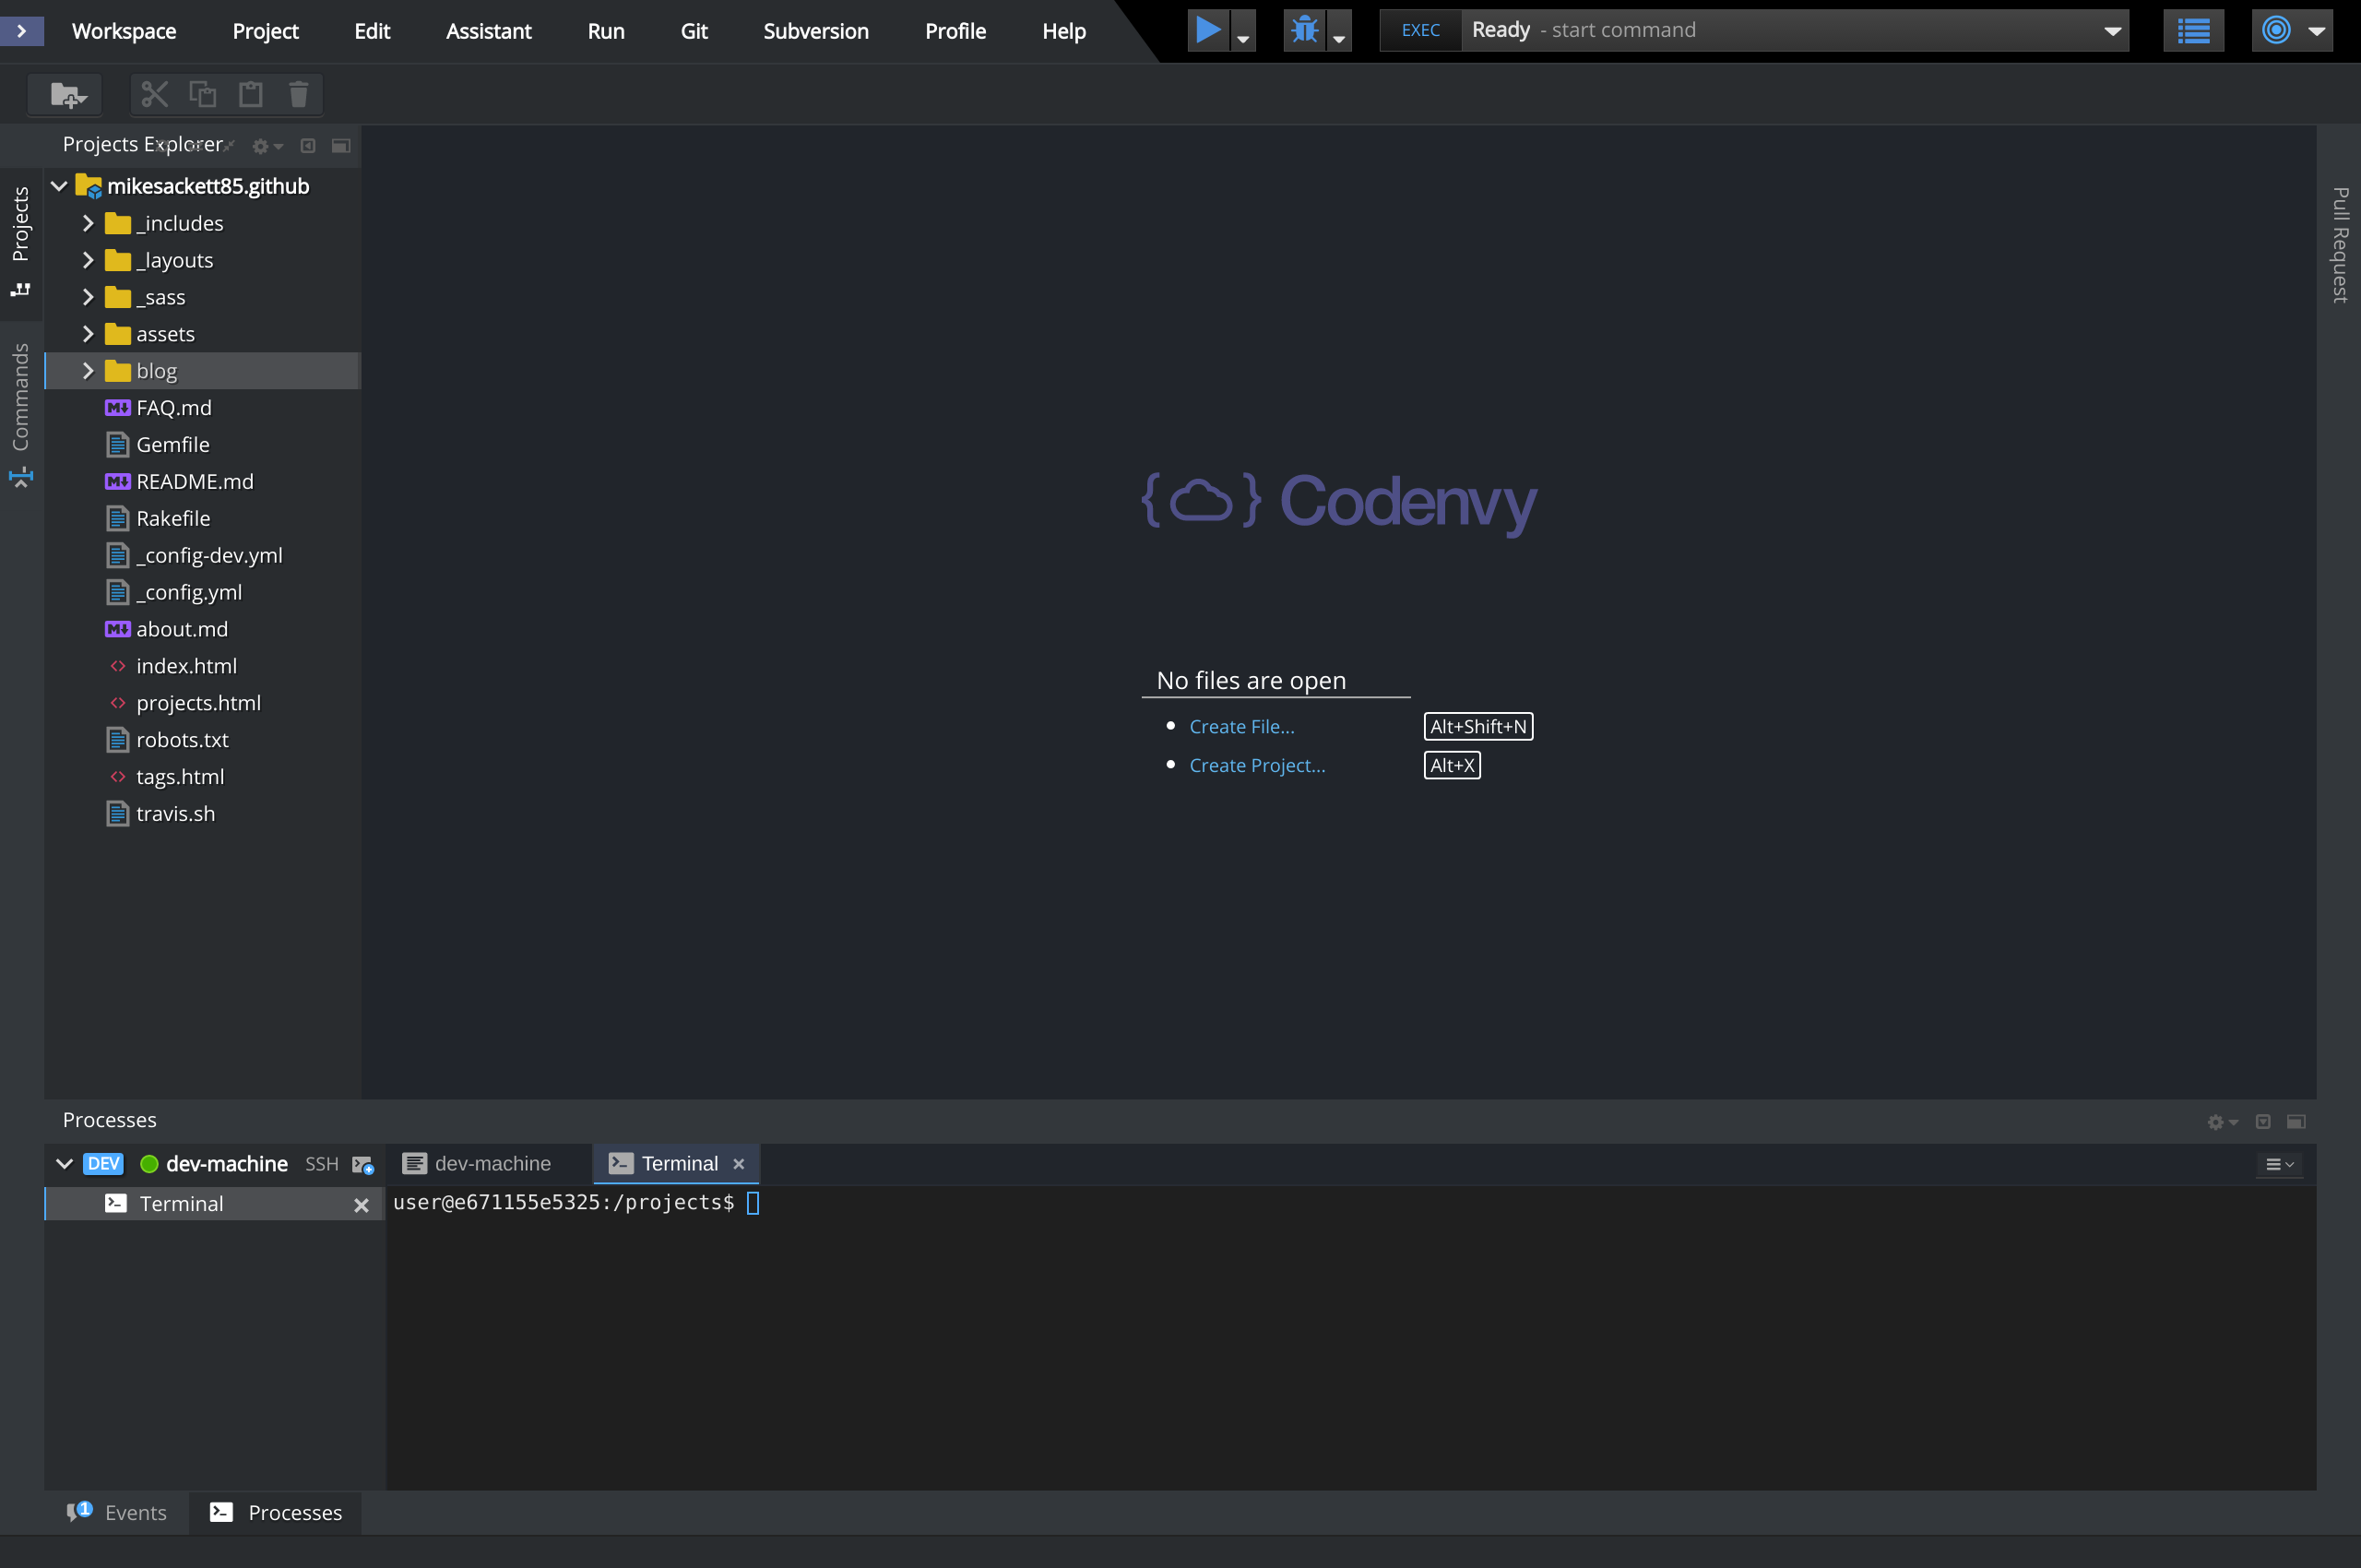 Workspace Project Edit Assistant Run Git Subversion Profile Help
EXEC Ready - start command
Projects Explorer
Projects
Commands
mikesackett85.github
_includes
_layouts
_sass
assets
blog
FAQ.md
Gemfile
README.md
Rakefile
_config-dev.yml
_config.yml
about.md
index.html
projects.html
robots.txt
tags.html
travis.sh
{ } Codenvy
No files are open
Create File... Alt+Shift+N
Create Project... Alt+X
Pull Request
Processes
DEV dev-machine SSH
Terminal
dev-machine Terminal
user@e671155e5325:/projects$
1 Events Processes